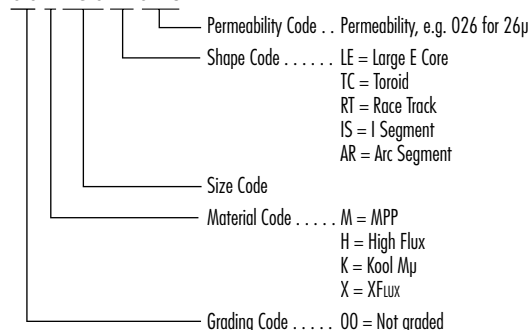 Permeability Code . . Permeability, e.g. 026 for 26µ
Shape Code . . . . . . LE = Large E Core
TC = Toroid
RT = Race Track
IS = I Segment
AR = Arc Segment
Size Code
Material Code . . . . . M = MPP
H = High Flux
K = Kool Mµ
X = XFLUX
Grading Code . . . . . 00 = Not graded